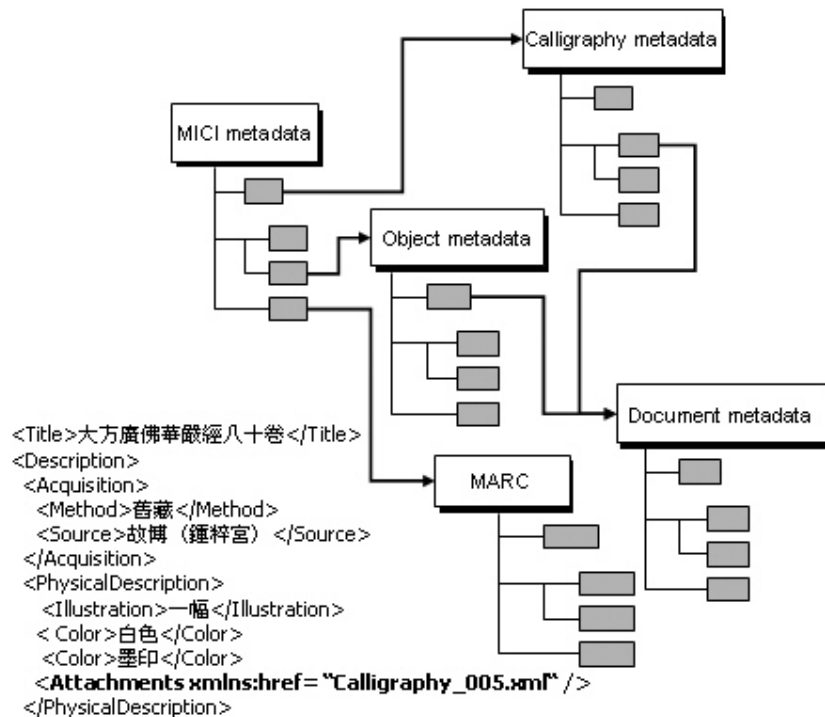 Calligraphy metadata
MICI metadata
Object metadata
Document metadata
MARC
<Title>大方廣佛華嚴經八十卷</Title>
<Description>
<Acquisition>
<Method>舊藏</Method>
<Source>故博（鍾粹宮）</Source>
</Acquisition>
<PhysicalDescription>
<Illustration>一幅</Illustration>
< Color>白色</Color>
<Color>墨印</Color>
<Attachments xmlns:href= “Calligraphy_005.xml“ />
</PhysicalDescription>